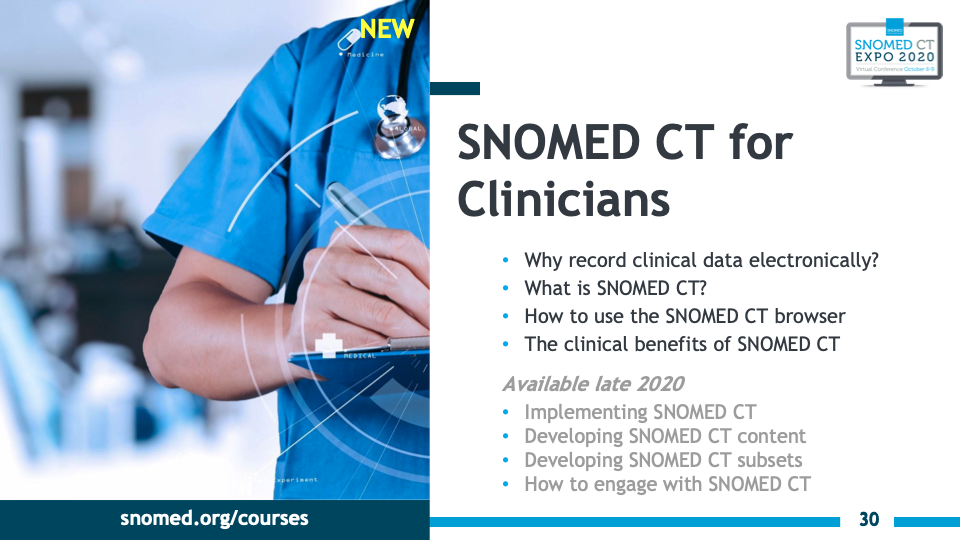 NEW
Medicine
GLOBAL
MEDICAL
experiment
snomed.org/courses
SNOMED CT
EXPO 2020
Virtual Conference October 5-9
SNOMED CT for
Clinicians
• Why record clinical data electronically?
• What is SNOMED CT?
• How to use the SNOMED CT browser
• The clinical benefits of SNOMED CT
Available late 2020
• Implementing SNOMED CT
• Developing SNOMED CT content
• Developing SNOMED CT subsets
• How to engage with SNOMED CT
30